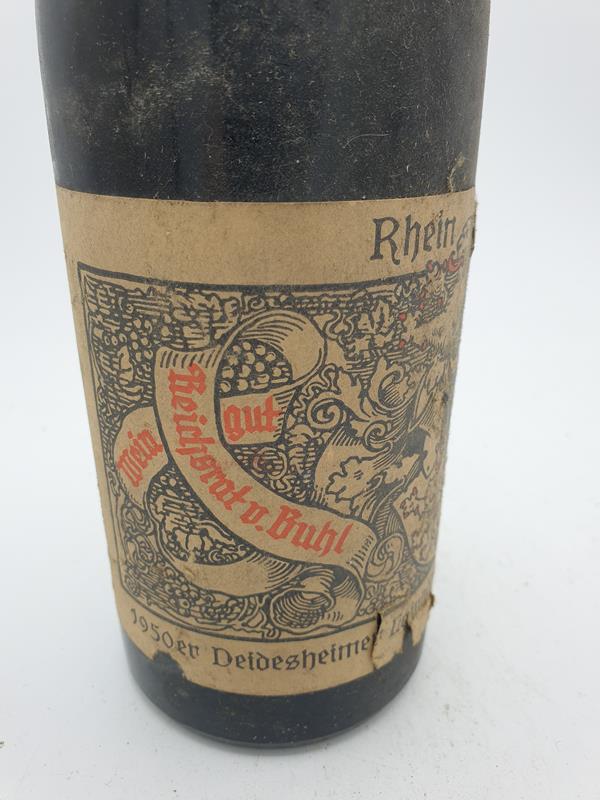 Rhein
Wein
gut
Reichsrat v. Buhl
1950er Deidesheimer